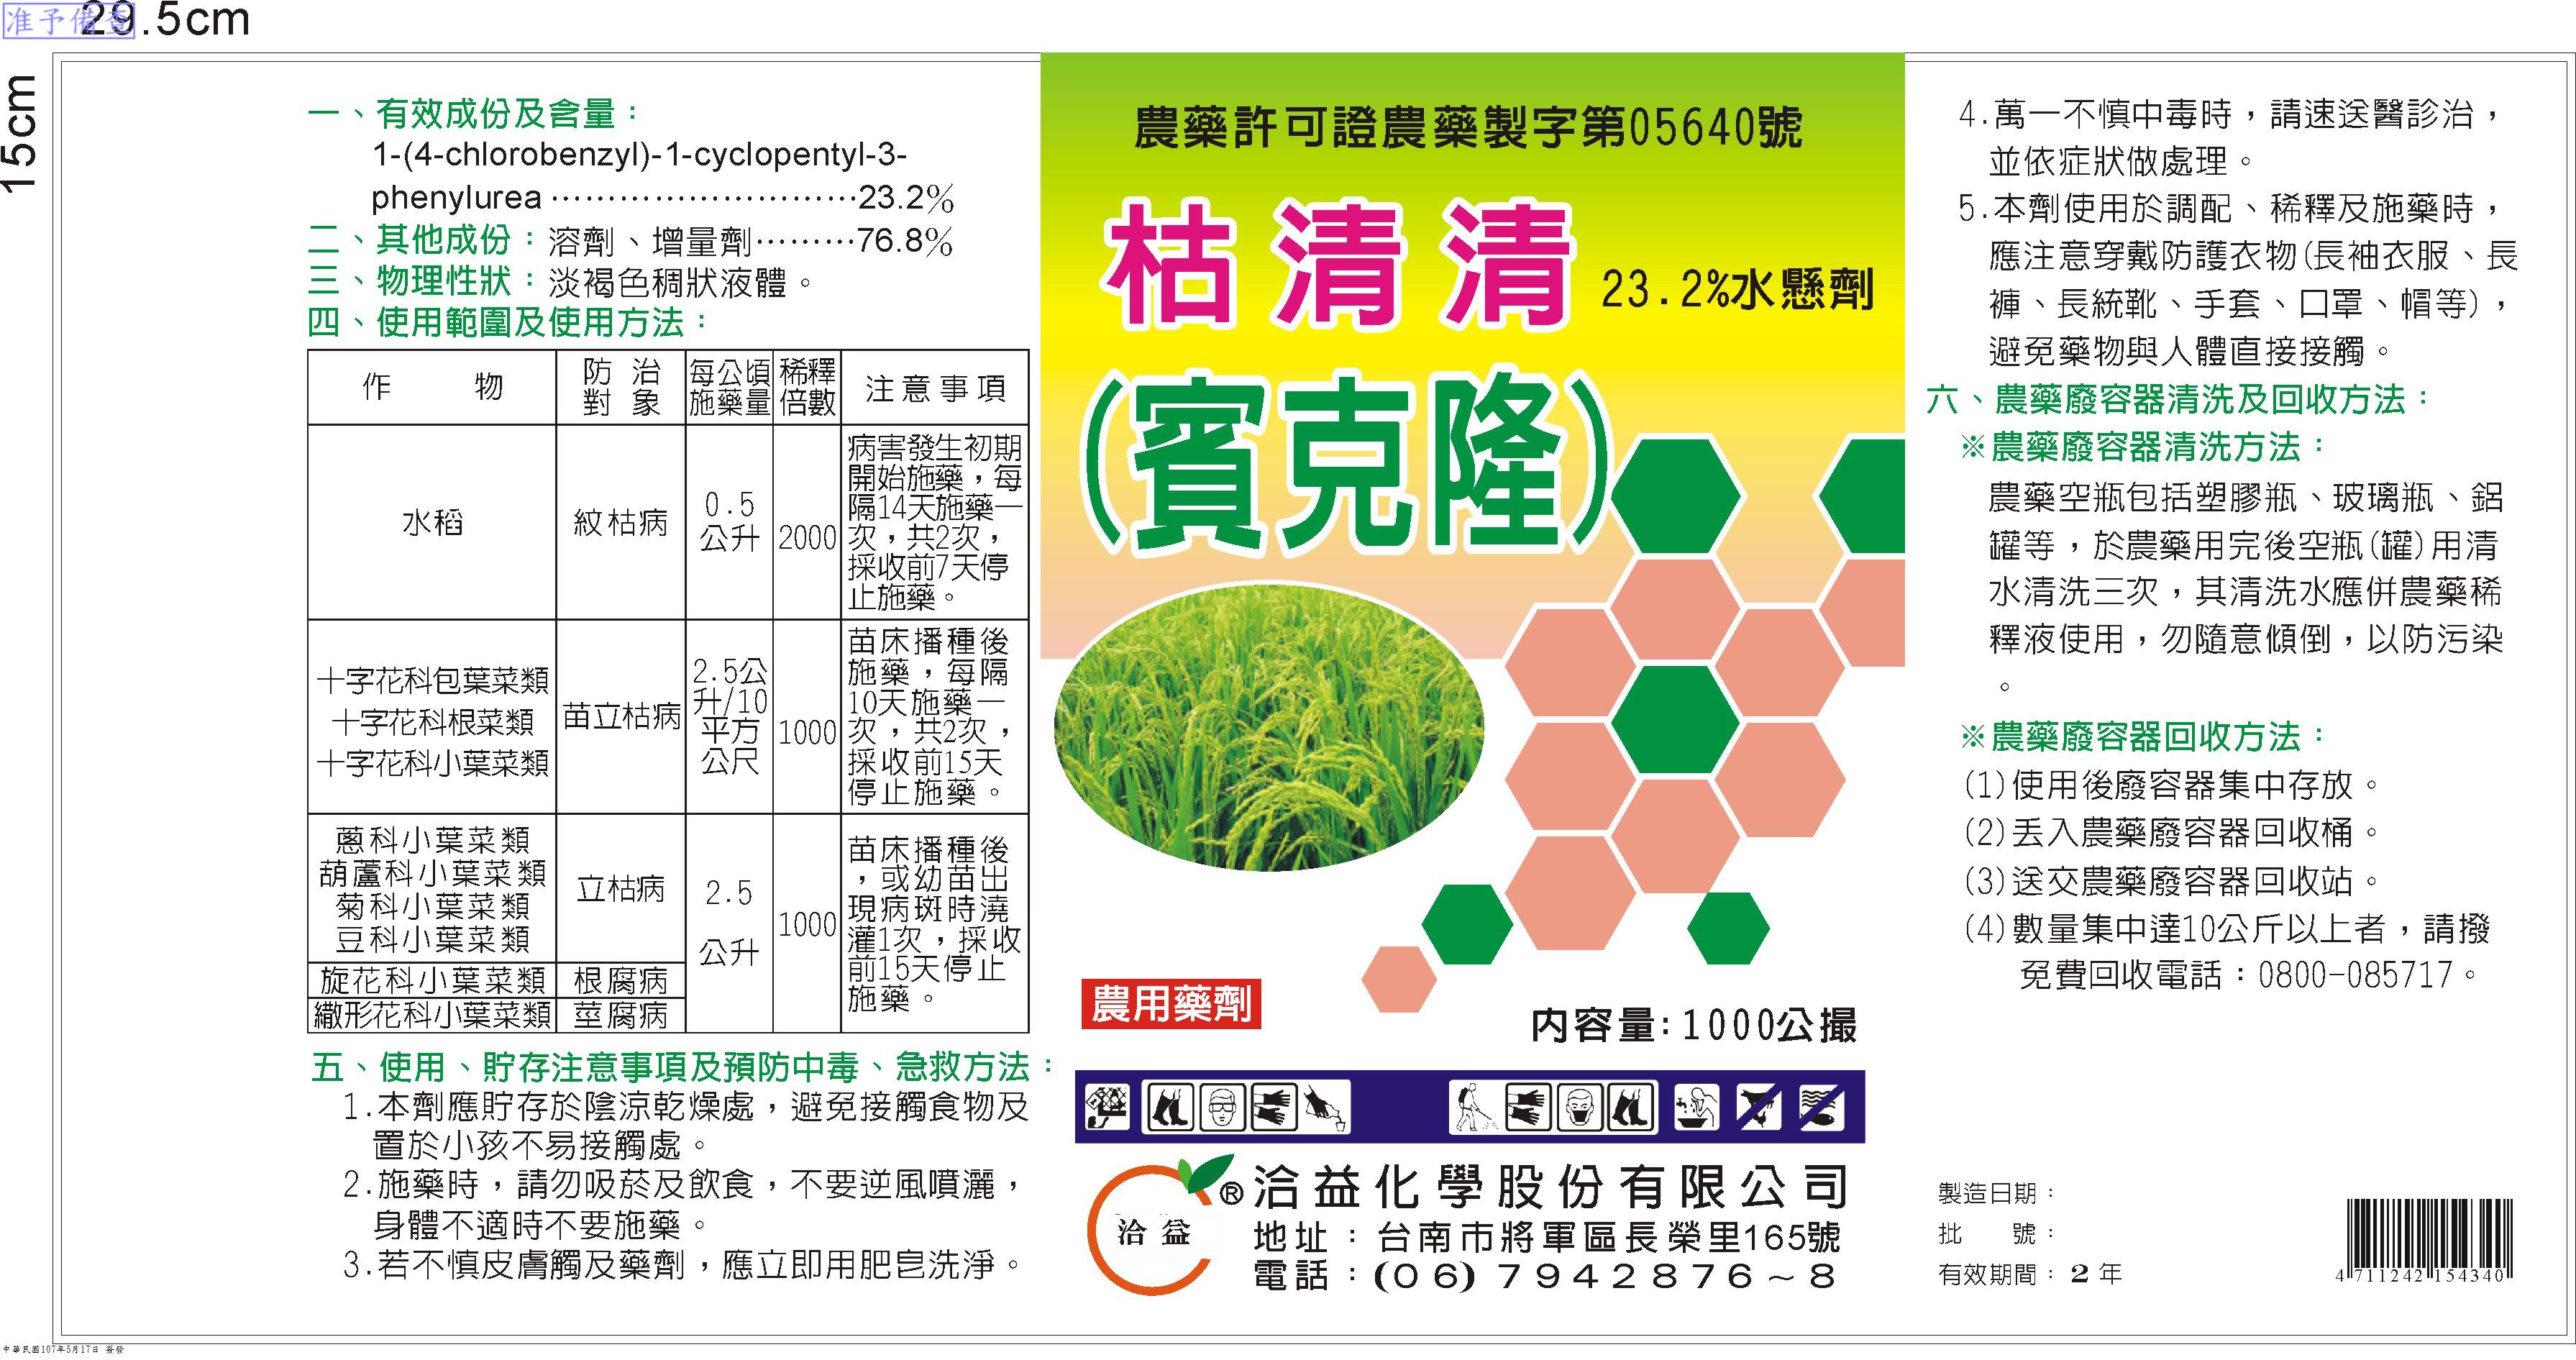 准予備查
29.5cm
15cm
一、有效成份及含量：
1-(4-chlorobenzyl)-1-cyclopentyl-3-
phenylurea …………………………23.2%
二、其他成份：溶劑、增量劑………76.8%
三、物理性狀：淡褐色稠狀液體。
四、使用範圍及使用方法：
作 物
防 治
對 象
每公頃
施藥量
稀釋
倍數
注意事項
水稻
紋枯病
0.5
公升
2000
病害發生初期
開始施藥，每
隔14天施藥一
次，共2次，
採收前7天停
止施藥。
十字花科包葉菜類
十字花科根菜類
十字花科小葉菜類
苗立枯病
2.5公
升/10
平方
公尺
1000
苗床播種後
施藥，每隔
10天施藥一
次，共2次，
採收前15天
停止施藥。
蔥科小葉菜類
葫蘆科小葉菜類
菊科小葉菜類
豆科小葉菜類
立枯病
旋花科小葉菜類
根腐病
繖形花科小葉菜類
莖腐病
2.5
公升
1000
苗床播種後
，或幼苗出
現病斑時澆
灌1次，採收
前15天停止
施藥。
五、使用、貯存注意事項及預防中毒、急救方法：
1.本劑應貯存於陰涼乾燥處，避免接觸食物及
置於小孩不易接觸處。
2.施藥時，請勿吸菸及飲食，不要逆風噴灑，
身體不適時不要施藥。
3.若不慎皮膚觸及藥劑，應立即用肥皂洗淨。
農藥許可證農藥製字第05640號
枯清清
23.2%水懸劑
(賓克隆)
農用藥劑
內容量:1000公撮
洽益
®
洽益化學股份有限公司
地址：台南市將軍區長榮里165號
電話：(06)7942876~8
4.萬一不慎中毒時，請速送醫診治，
並依症狀做處理。
5.本劑使用於調配、稀釋及施藥時，
應注意穿戴防護衣物(長袖衣服、長
褲、長統靴、手套、口罩、帽等)，
避免藥物與人體直接接觸。
六、農藥廢容器清洗及回收方法：
※農藥廢容器清洗方法：
農藥空瓶包括塑膠瓶、玻璃瓶、鋁
罐等，於農藥用完後空瓶(罐)用清
水清洗三次，其清洗水應併農藥稀
釋液使用，勿隨意傾倒，以防污染
。
※農藥廢容器回收方法：
(1)使用後廢容器集中存放。
(2)丟入農藥廢容器回收桶。
(3)送交農藥廢容器回收站。
(4)數量集中達10公斤以上者，請撥
免費回收電話：0800-085717。
製造日期：
批 號：
有效期間：2年
4 711242 154340
中華民國107年5月17日 簽發